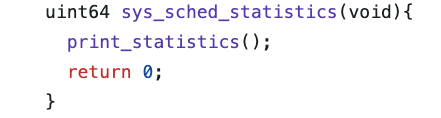 uint64 sys_sched_statistics(void){
  print_statistics();
  return 0;
}